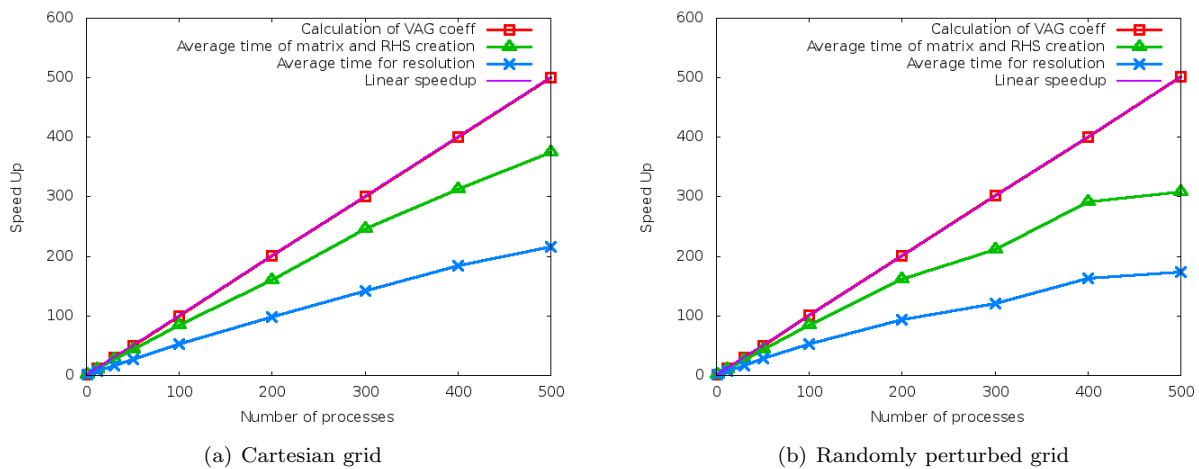 600
500
400
300
200
100
0
Speed Up
0 100 200 300 400 500
Number of processes
Calculation of VAG coeff
Average time of matrix and RHS creation
Average time for resolution
Linear speedup
(a) Cartesian grid
600
500
400
300
200
100
0
Speed Up
0 100 200 300 400 500
Number of processes
Calculation of VAG coeff
Average time of matrix and RHS creation
Average time for resolution
Linear speedup
(b) Randomly perturbed grid